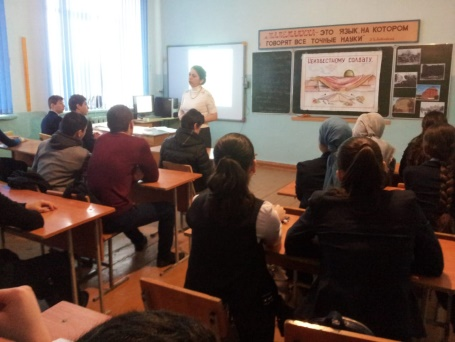 - ЭТО ЯЗЫК, НА КОТОРОМ
ГОВОРЯТ ВСЕ ТОЧНЫЕ НАУКИ
НЕИЗВЕСТНОМУ СОЛДАТУ